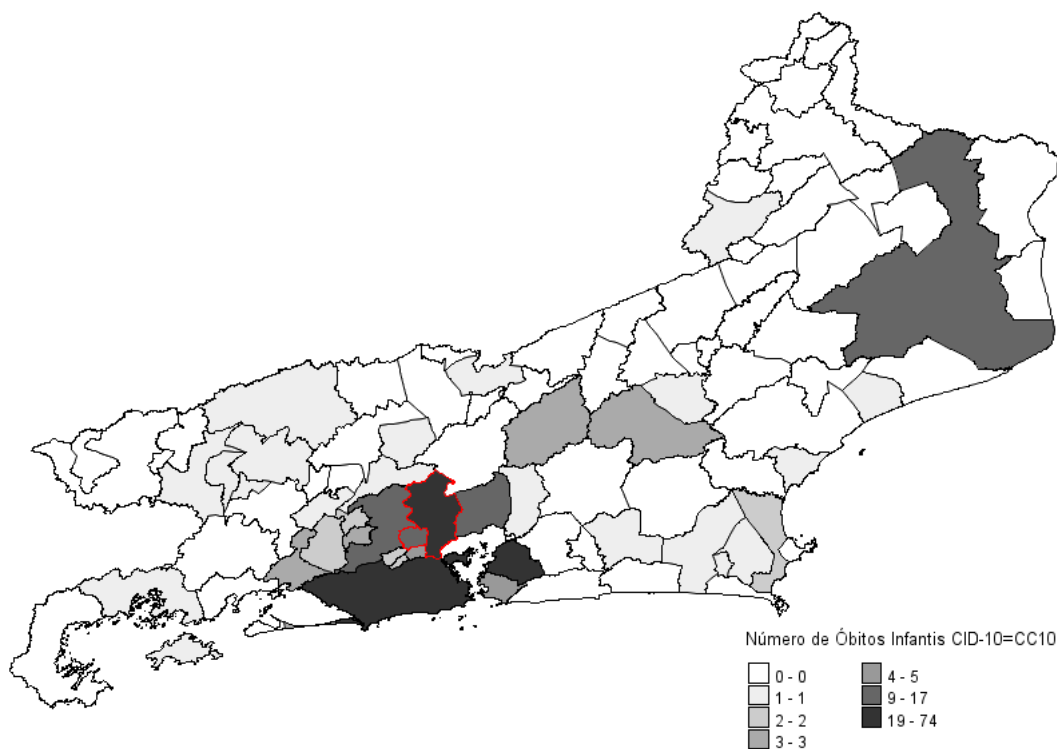 Número de Óbitos Infantis CID-10=CC10
0 - 0
1 - 1
2 - 2
3 - 3
4 - 5
9 - 17
19 - 74